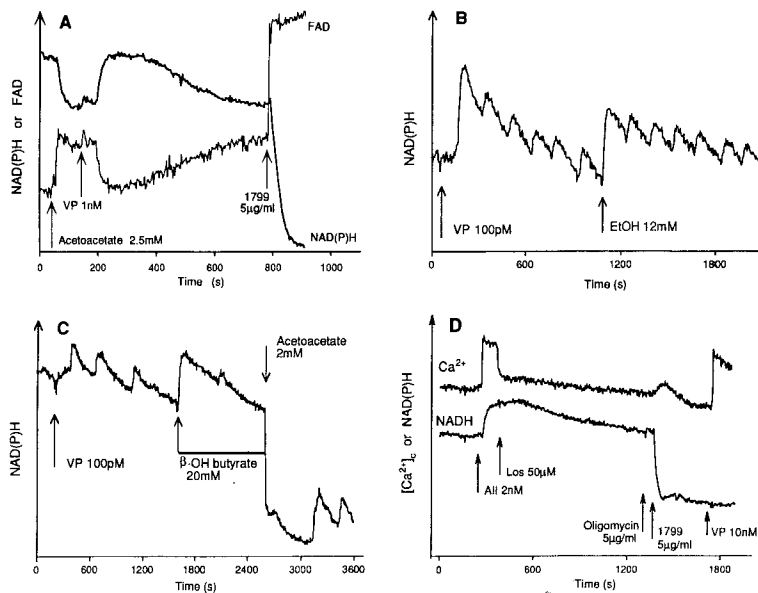 A
NAD(P)H or FAD
FAD
VP 1nM
Acetoacetate 2.5mM
1799
5µg/ml
NAD(P)H
0 200 400 600 800 1000
Time (s)
B
NAD(P)H
VP 100pM
EtOH 12mM
0 600 1200 1800
Time (s)
C
NAD(P)H
Acetoacetate
2mM
VP 100pM
β-OH butyrate
20mM
0 600 1200 1800 2400 3000 3600
Time (s)
D
[Ca2+]c or NAD(P)H
Ca2+
NADH
Los 50µM
AII 2nM
Oligomycin
5µg/ml
1799
5µg/ml
VP 10nM
0 600 1200 1800
Time (s)